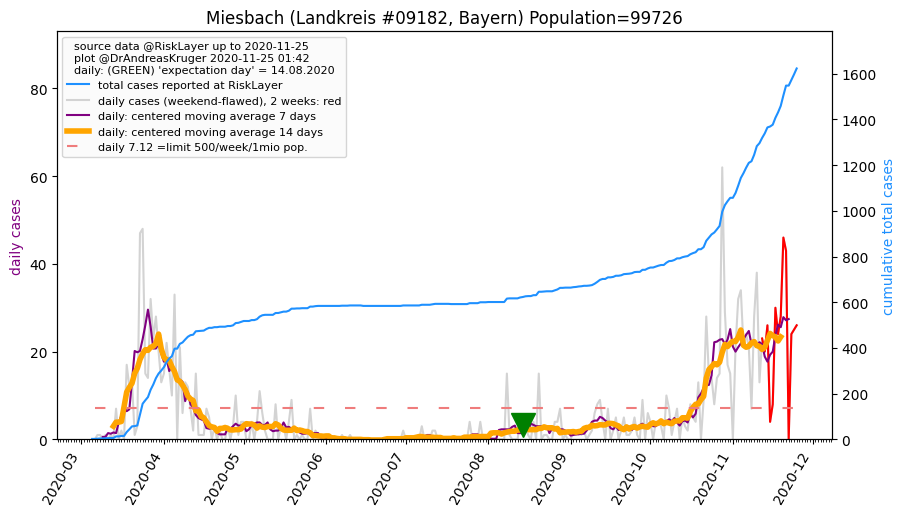 Miesbach (Landkreis #09182, Bayern) Population=99726
source data @RiskLayer up to 2020-11-25
plot @DrAndreasKruger 2020-11-25 01:42
daily: (GREEN) 'expectation day' = 14.08.2020
total cases reported at RiskLayer
daily cases (weekend-flawed), 2 weeks: red
daily: centered moving average 7 days
daily: centered moving average 14 days
daily 7.12 =limit 500/week/1mio pop.
daily cases
80
60
40
20
0
cumulative total cases
1600
1400
1200
1000
800
600
400
200
0
2020-03
2020-04
2020-05
2020-06
2020-07
2020-08
2020-09
2020-10
2020-11
2020-12